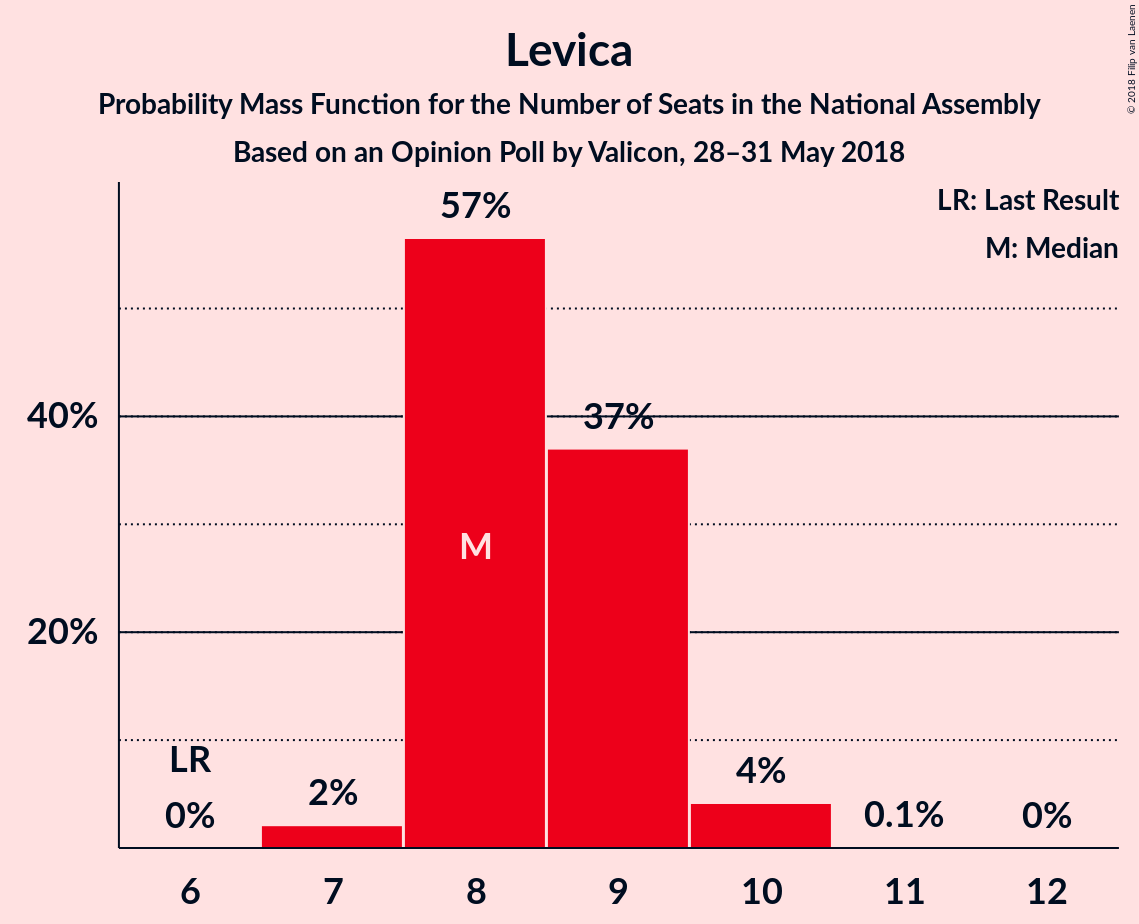 Levica
Probability Mass Function for the Number of Seats in the National Assembly
Based on an Opinion Poll by Valicon, 28–31 May 2018
© 2018 Filip van Laenen
LR: Last Result
M: Median
57%
40%
37%
M
20%
LR
0%
2%
4%
0.1%
0%
6 7 8 9 10 11 12